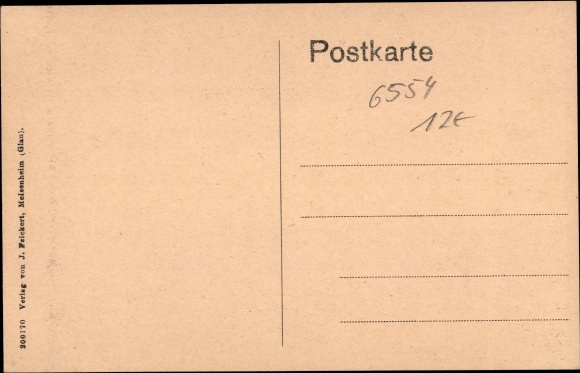 Postkarte
6554
12€
200170 Verlag von J. Feickert, Meisenheim (Glan).